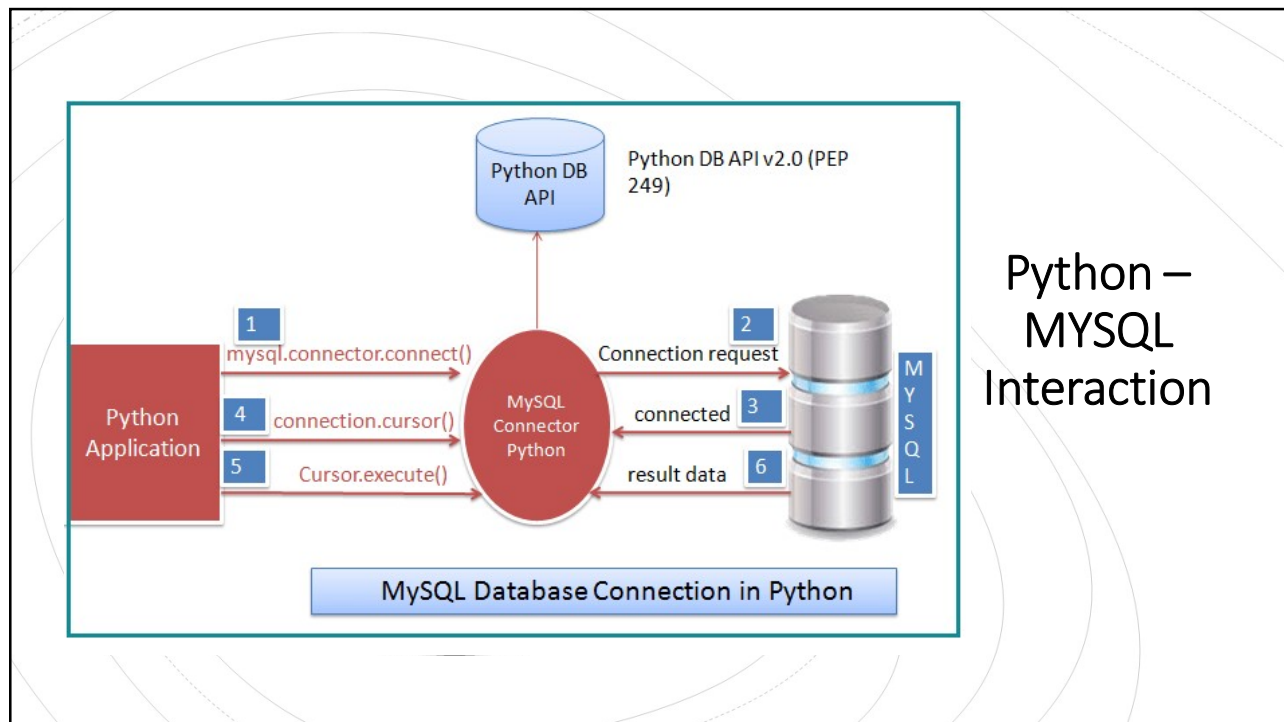 Python DB
API
Python DB API v2.0 (PEP
249)
Python –
MYSQL
Interaction
1
mysql.connector.connect()
2
Connection request
Python
Application
4
connection.cursor()
MySQL
Connector
Python
connected
3
5
Cursor.execute()
result data
6
M
Y
S
Q
L
MySQL Database Connection in Python